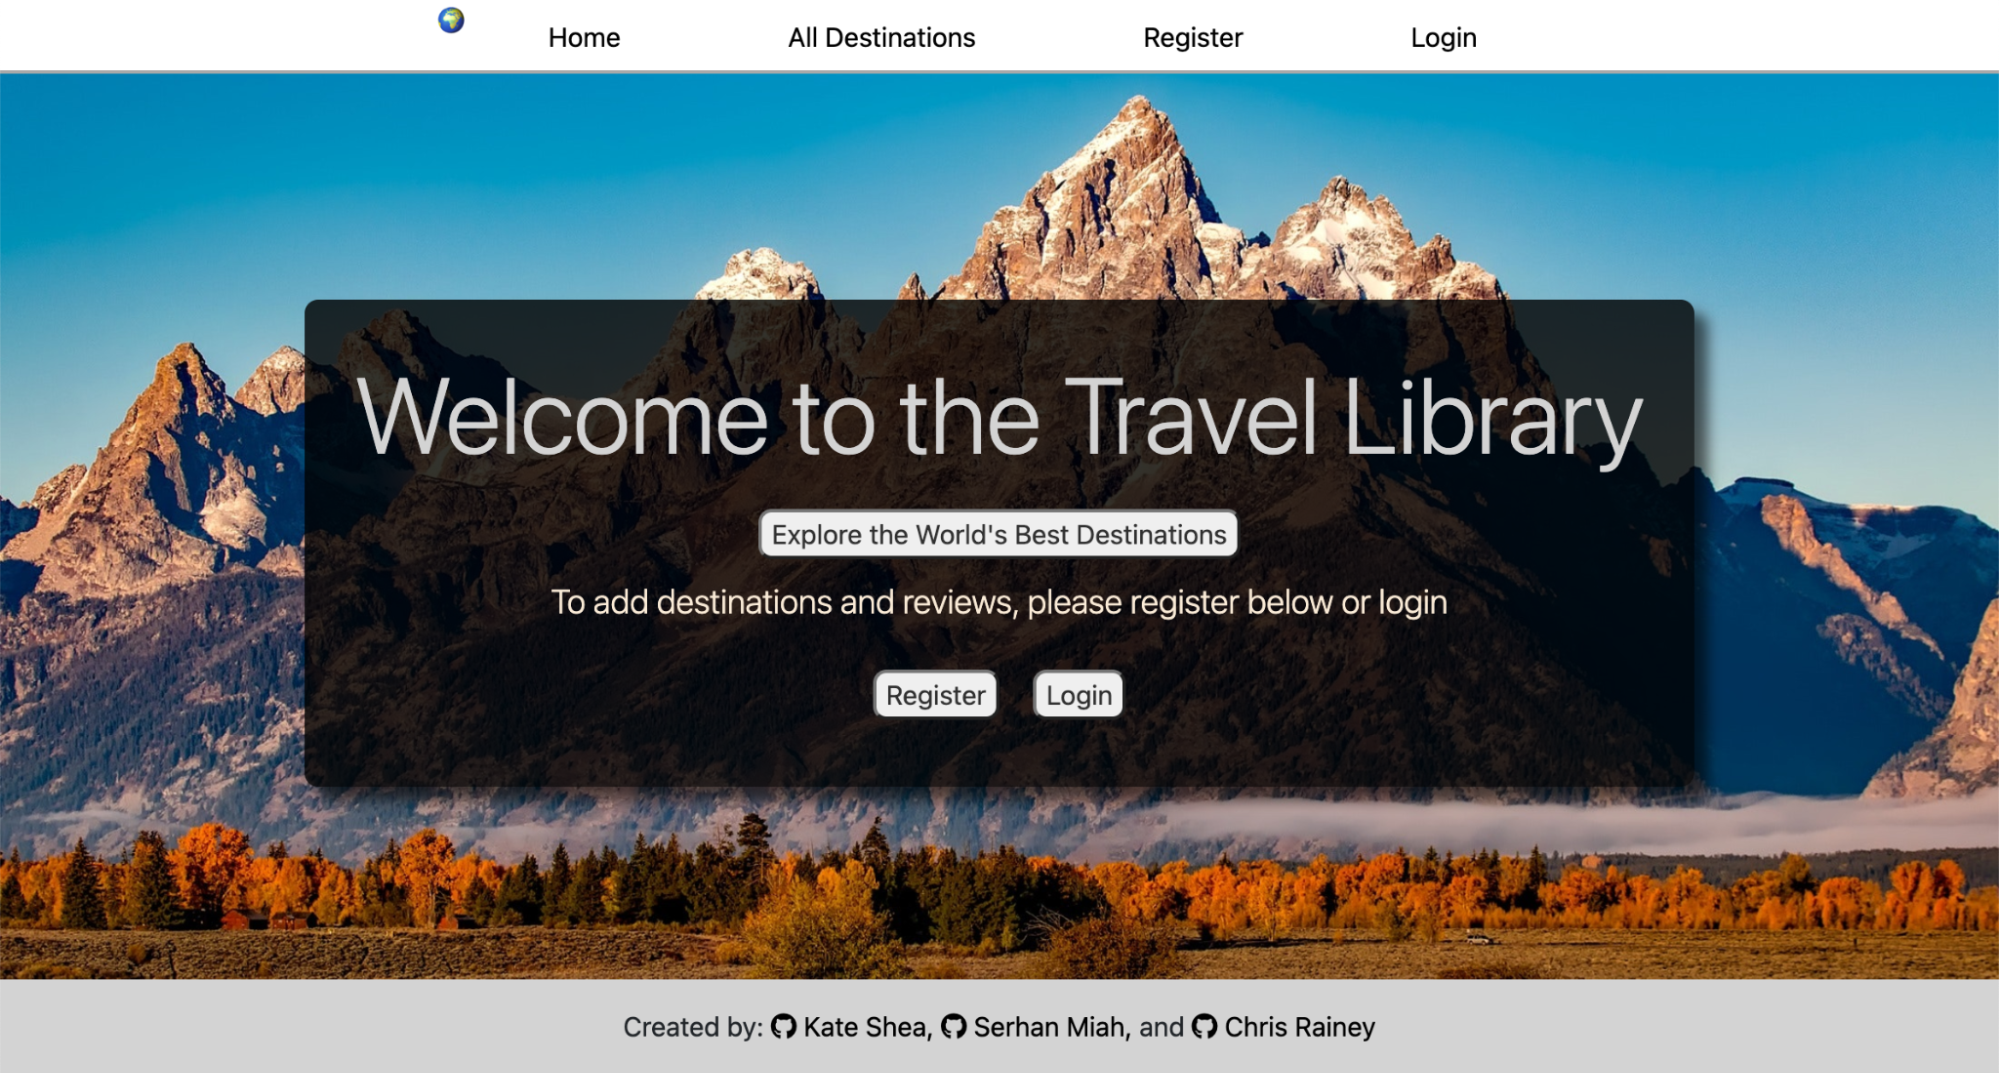 Home All Destinations Register Login
Welcome to the Travel Library
Explore the World's Best Destinations
To add destinations and reviews, please register below or login
Register Login
Created by: Kate Shea, Serhan Miah, and Chris Rainey